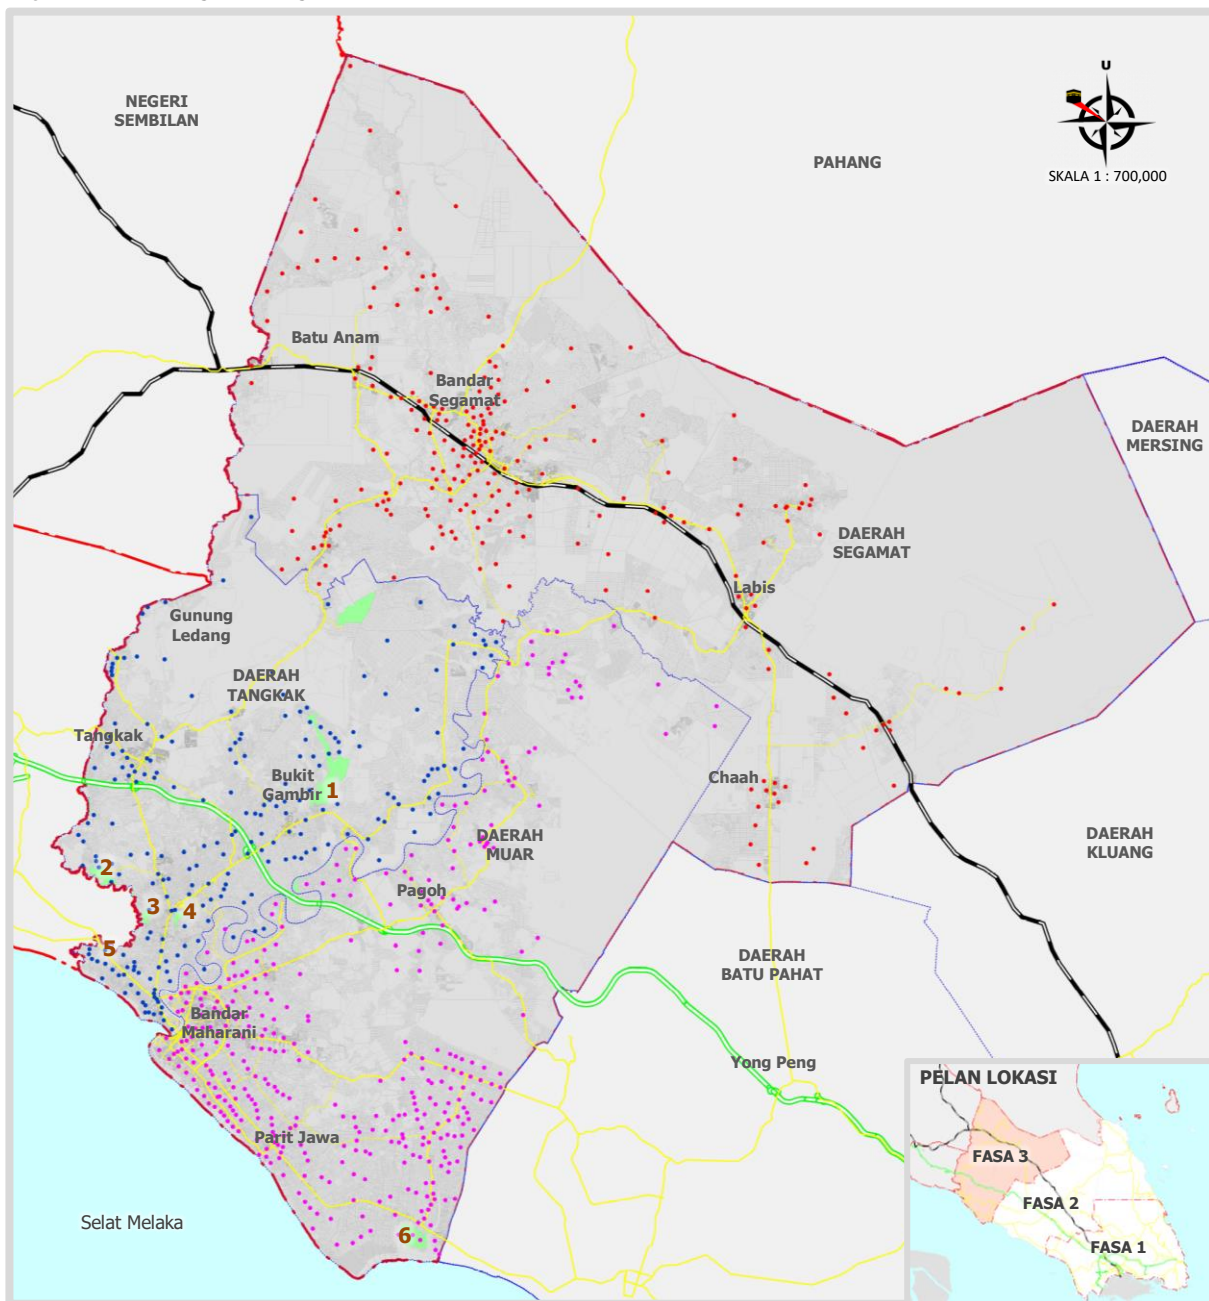 NEGERI
SEMBILAN
U
PAHANG
SKALA 1 : 700,000
Batu Anam
Bandar
Segamat
DAERAH
MERSING
DAERAH
SEGAMAT
Labis
Gunung
Ledang
DAERAH
TANGKAK
Tangkak
Bukit
Gambir
1
Chaah
DAERAH
MUAR
DAERAH
KLUANG
2
Pagoh
3
4
5
DAERAH
BATU PAHAT
Bandar
Maharani
Yong Peng
Parit Jawa
Selat Melaka
6
PELAN LOKASI
FASA 3
FASA 2
FASA 1